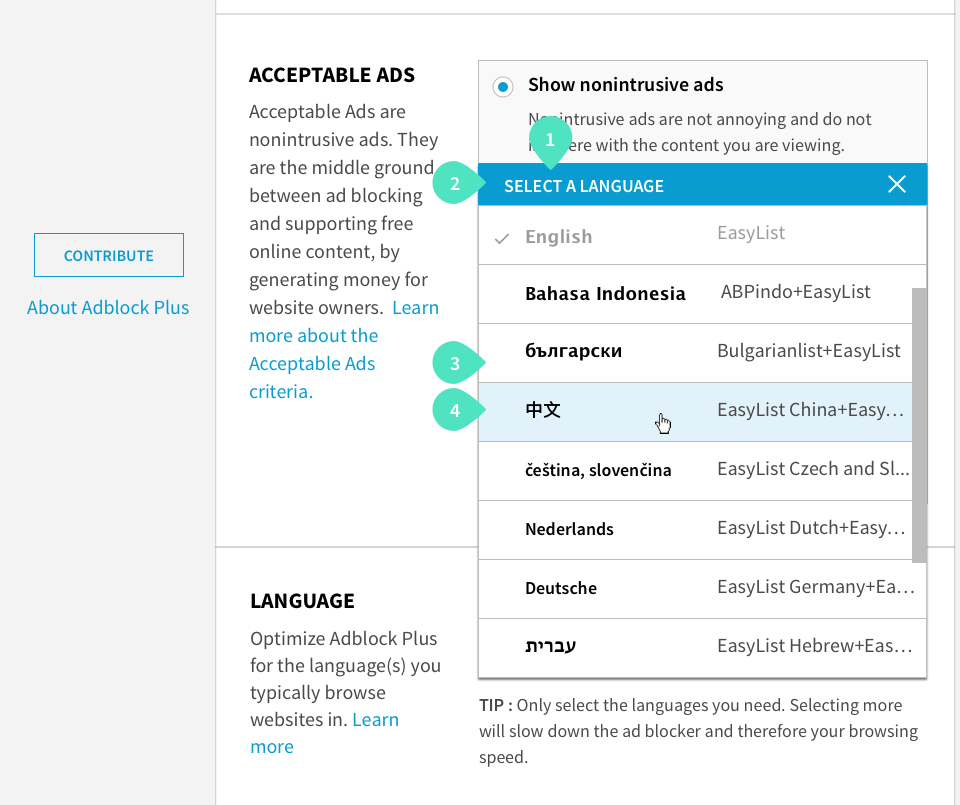 CONTRIBUTE
About Adblock Plus
ACCEPTABLE ADS
Acceptable Ads are
nonintrusive ads. They
are the middle ground
between ad blocking
and supporting free
online content, by
generating money for
website owners. Learn
more about the
Acceptable Ads
criteria.
Show nonintrusive ads
Nonintrusive ads are not annoying and do not
with the content you are viewing.
1
2
SELECT A LANGUAGE
English EasyList
Bahasa Indonesia ABPindo+EasyList
български Bulgarianlist+EasyList
3
4
中文 EasyList China+Easy…
čeština, slovenčina EasyList Czech and Sl...
Nederlands EasyList Dutch+Easy…
Deutsche EasyList Germany+Ea…
עברית EasyList Hebrew+Eas…
LANGUAGE
Optimize Adblock Plus
for the language(s) you
typically browse
websites in. Learn
more
TIP : Only select the languages you need. Selecting more
will slow down the ad blocker and therefore your browsing
speed.